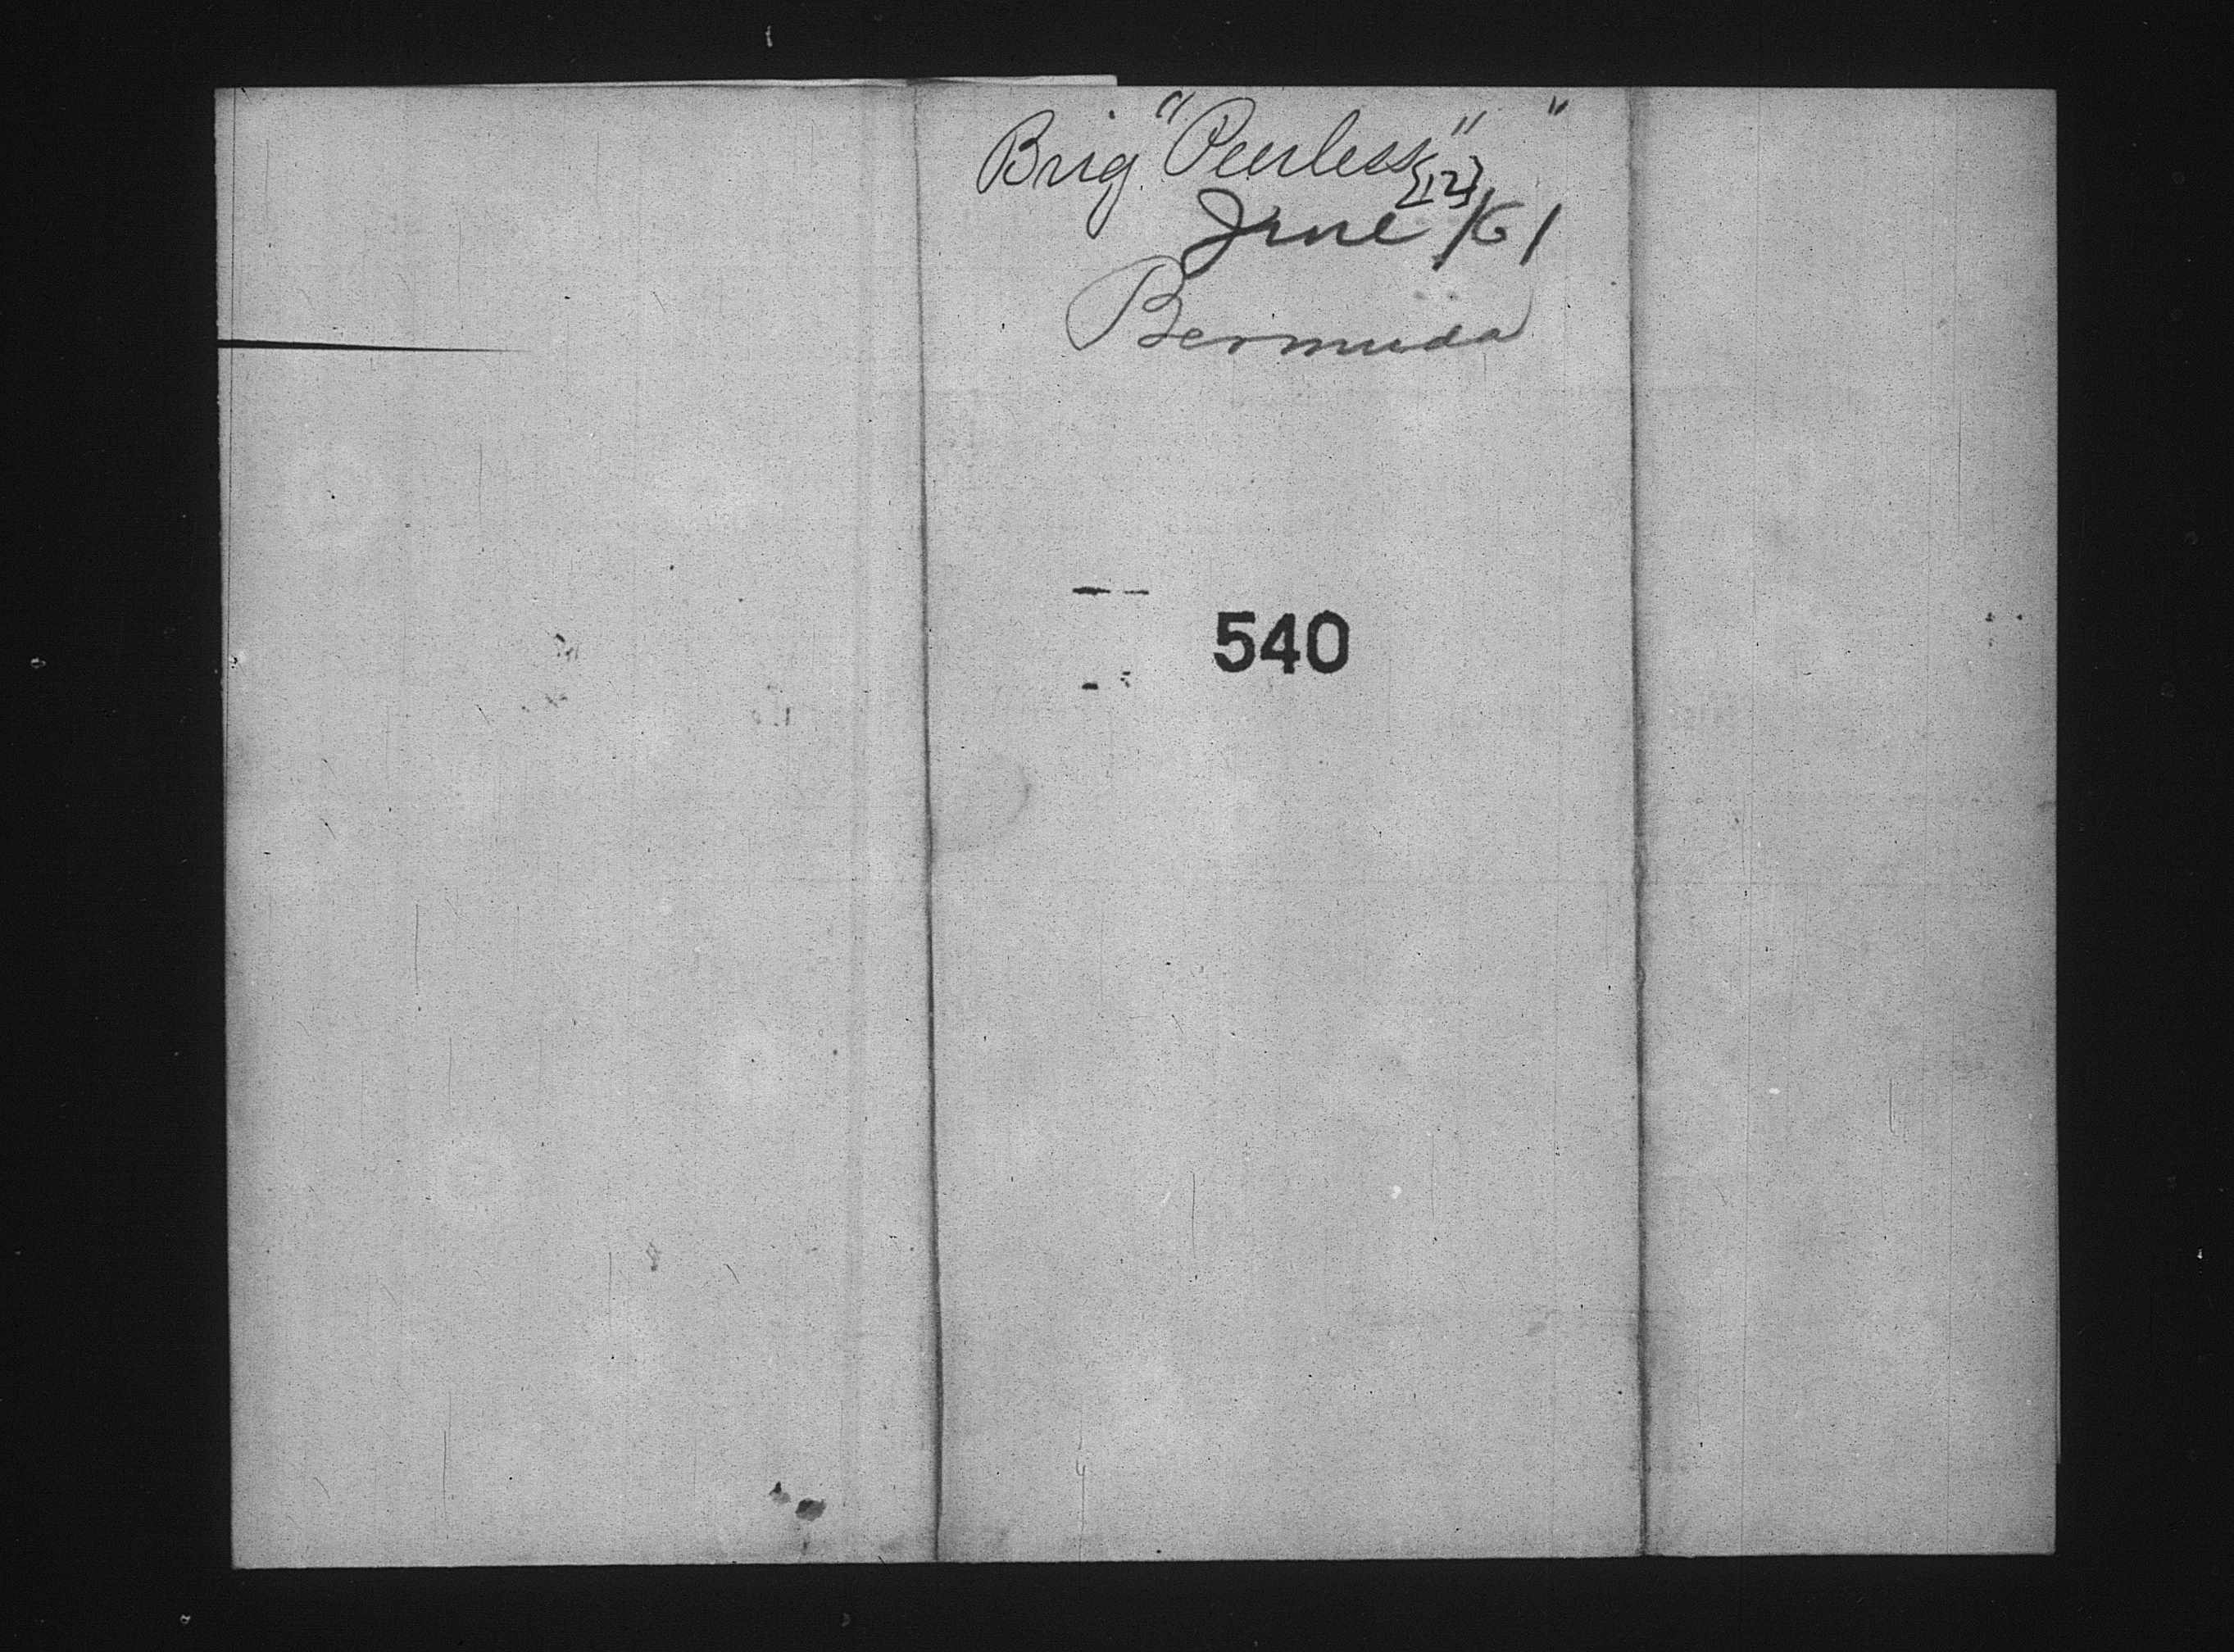 Brig "Peerless" "
{12}
June /61
Bermuda
540